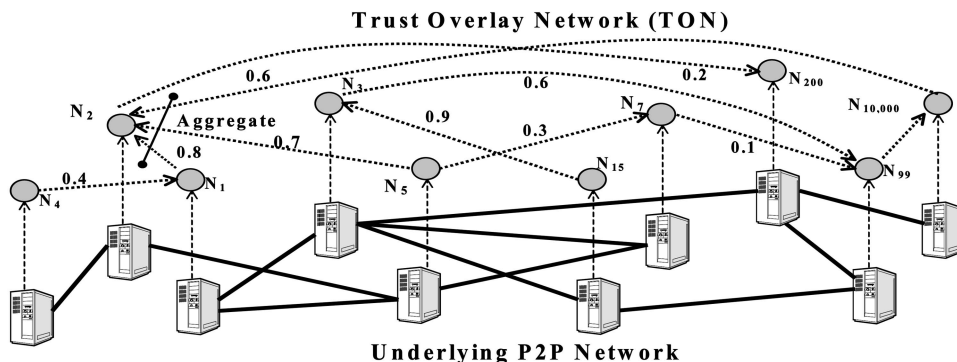 Trust Overlay Network (TON)
0.6
0.2
N200
N3
0.6
N10,000
N2
Aggregate
N7
0.9
0.3
0.7
0.8
0.1
N15
N99
0.4
N1
N5
N4
Underlying P2P Network